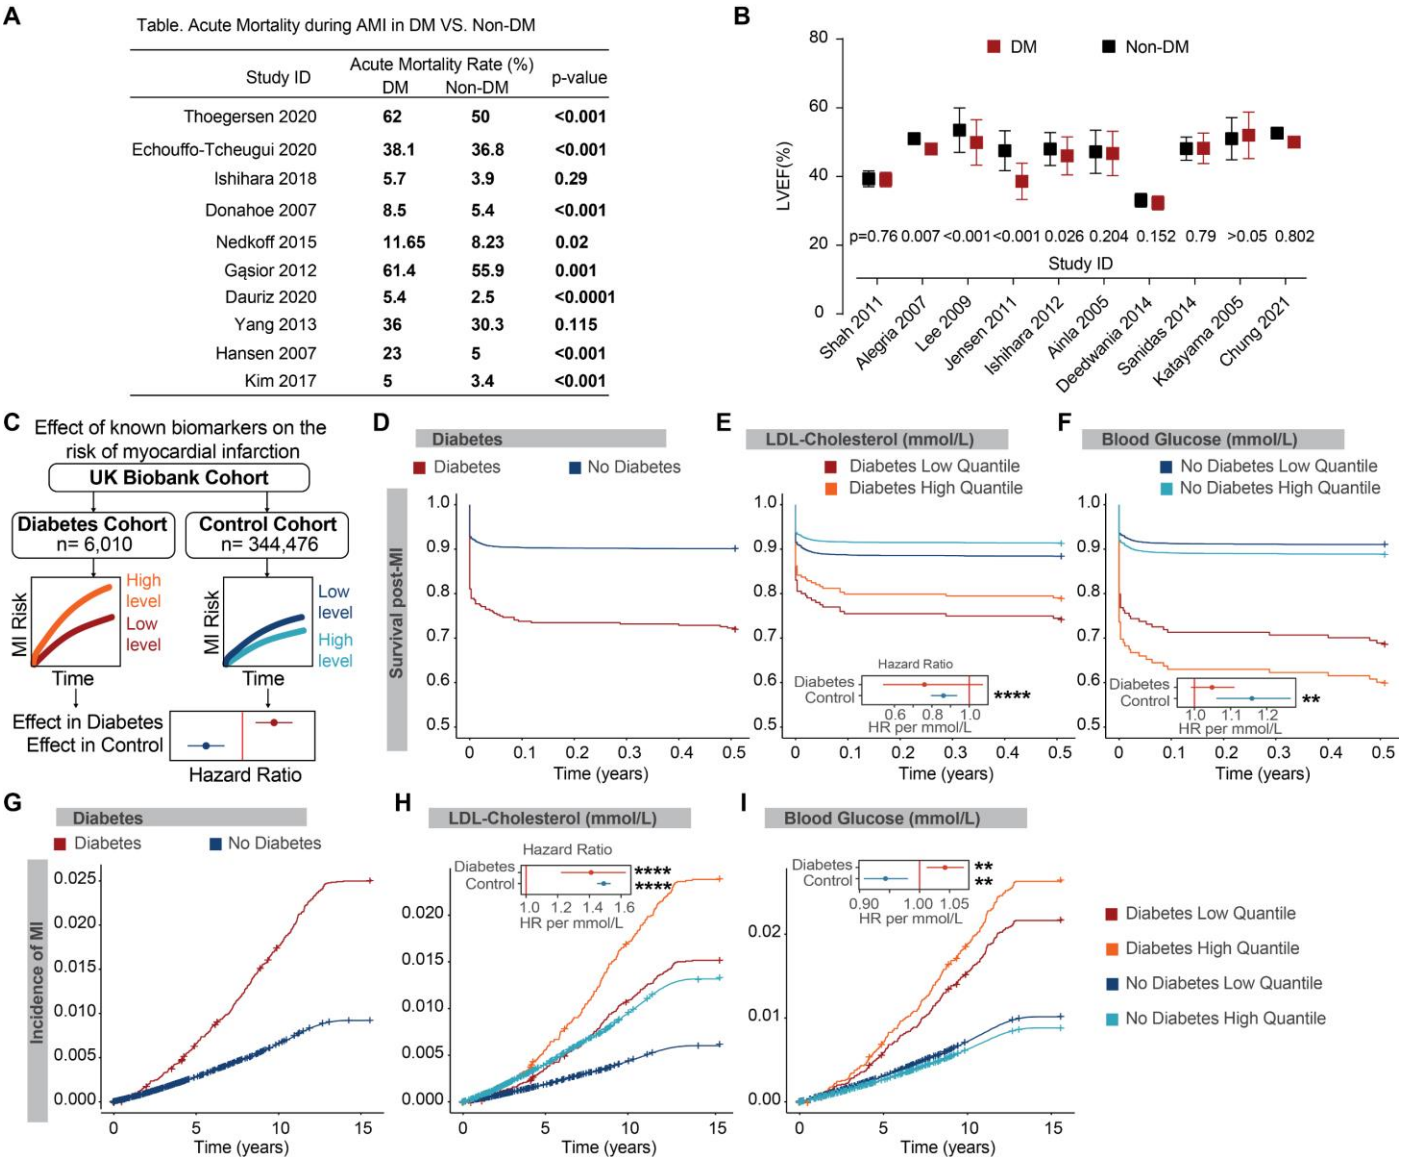 A
Table. Acute Mortality during AMI in DM VS. Non-DM
Study ID
Acute Mortality Rate (%)
DM Non-DM
p-value
Thoegersen 2020 62 50 <0.001
Echouffo-Tcheugui 2020 38.1 36.8 <0.001
Ishihara 2018 5.7 3.9 0.29
Donahoe 2007 8.5 5.4 <0.001
Nedkoff 2015 11.65 8.23 0.02
Gąsior 2012 61.4 55.9 0.001
Dauriz 2020 5.4 2.5 <0.0001
Yang 2013 36 30.3 0.115
Hansen 2007 23 5 <0.001
Kim 2017 5 3.4 <0.001
B
DM Non-DM
LVEF(%)
80
60
40
20
0
p=0.76 0.007 <0.001 <0.001 0.026 0.204 0.152 0.79 >0.05 0.802
Study ID
Shah 2011
Alegria 2007
Lee 2009
Jensen 2011
Ishihara 2012
Ainla 2005
Deedwania 2014
Sanidas 2014
Katayama 2005
Chung 2021
C
Effect of known biomarkers on the
risk of myocardial infarction
UK Biobank Cohort
Diabetes Cohort
n= 6,010
Control Cohort
n= 344,476
MI Risk
High
level
Low
level
Time
MI Risk
Low
level
High
level
Time
Effect in Diabetes
Effect in Control
Hazard Ratio
D
Diabetes
Diabetes No Diabetes
Survival post-MI
1.0
0.9
0.8
0.7
0.6
0.5
0 0.1 0.2 0.3 0.4 0.5
Time (years)
E
LDL-Cholesterol (mmol/L)
Diabetes Low Quantile
Diabetes High Quantile
1.0
0.9
0.8
0.7
0.6
0.5
Hazard Ratio
Diabetes
Control
****
0.6 0.8 1.0
HR per mmol/L
0 0.1 0.2 0.3 0.4 0.5
Time (years)
F
Blood Glucose (mmol/L)
No Diabetes Low Quantile
No Diabetes High Quantile
1.0
0.9
0.8
0.7
0.6
0.5
Diabetes
Control
**
1.0 1.1 1.2
HR per mmol/L
0 0.1 0.2 0.3 0.4 0.5
Time (years)
G
Diabetes
Diabetes No Diabetes
Incidence of MI
0.025
0.020
0.015
0.010
0.005
0.000
0 5 10 15
Time (years)
H
LDL-Cholesterol (mmol/L)
Hazard Ratio
Diabetes ****
Control ****
1.0 1.2 1.4 1.6
HR per mmol/L
0.020
0.015
0.010
0.005
0.000
0 5 10 15
Time (years)
I
Blood Glucose (mmol/L)
Diabetes **
Control **
0.90 1.00 1.05
HR per mmol/L
0.02
0.01
0.00
0 5 10 15
Time (years)
Diabetes Low Quantile
Diabetes High Quantile
No Diabetes Low Quantile
No Diabetes High Quantile